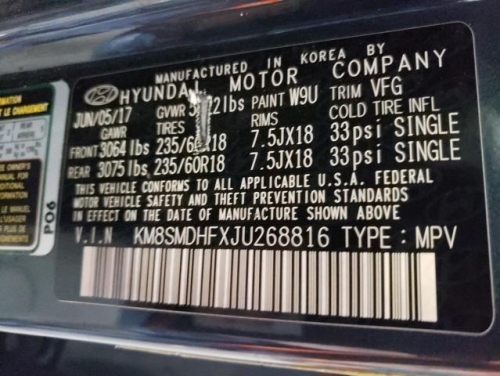 MANUFACTURED IN KOREA BY
HYUNDAI MOTOR COMPANY
JUN/05/17 GVWR lbs PAINT W9U TRIM VFG
GAWR TIRES RIMS COLD TIRE INFL
FRONT 3064 lbs 235/60R18 7.5JX18 33psi SINGLE
REAR 3075 lbs 235/60R18 7.5JX18 33psi SINGLE
THIS VEHICLE CONFORMS TO ALL APPLICABLE U.S.A. FEDERAL
MOTOR VEHICLE SAFETY AND THEFT PREVENTION STANDARDS
IN EFFECT ON THE DATE OF MANUFACTURE SHOWN ABOVE
V.I.N KM8SMDHFXJU268816 TYPE : MPV
PO6